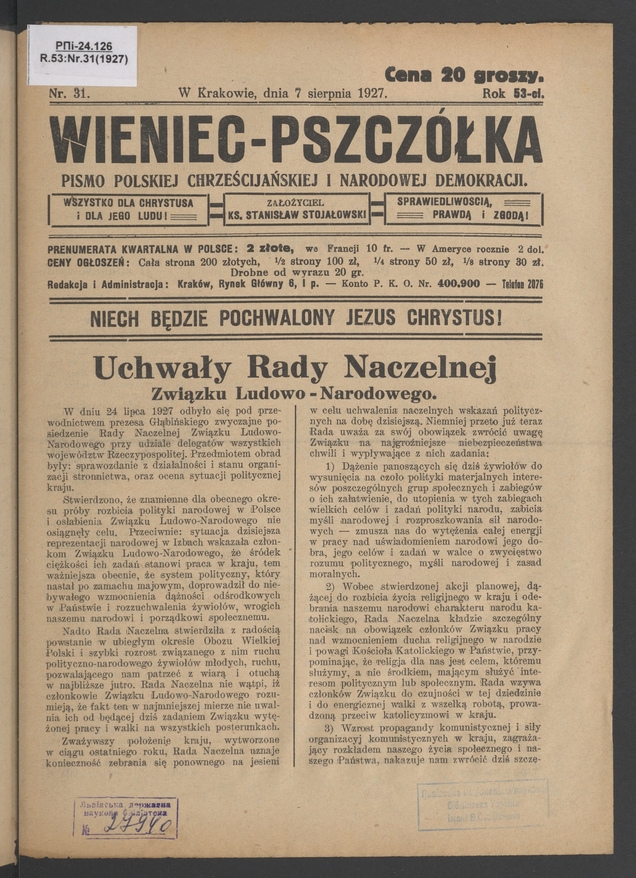 РПі-24.126
R.53:Nr.31(1927)
Cena 20 groszy.
Nr. 31.
W Krakowie, dnia 7 sierpnia 1927.
Rok 53-ci.
WIENIEC-PSZCZÓŁKA
PISMO POLSKIEJ CHRZEŚCIJAŃSKIEJ I NARODOWEJ DEMOKRACJI.
WSZYSTKO DLA CHRYSTUSA
i DLA JEGO LUDU!
ZAŁOŻYCIEL
KS. STANISŁAW STOJAŁOWSKI
SPRAWIEDLIWOSCIĄ,
PRAWDĄ i ZGODĄ!
PRENUMERATA KWARTALNA W POLSCE: 2 złote, we Francji 10 fr. — W Ameryce rocznie 2 dol.
CENY OGŁOSZEŃ: Cała strona 200 złotych, 1/2 strony 100 zł, 1/4 strony 50 zł, 1/8 strony 30 zł.
Drobne od wyrazu 20 gr.
Redakcja i Administracja: Kraków, Rynek Główny 6, I p. — Konto P. K. O. Nr. 400.900 — Telefon 2076
NIECH BĘDZIE POCHWALONY JEZUS CHRYSTUS!
Uchwały Rady Naczelnej
Związku Ludowo-Narodowego.
W dniu 24 lipca 1927 odbyło się pod prze-
wodnictwem prezesa Głąbińskiego zwyczajne po-
siedzenie Rady Naczelnej Związku Ludowo-
Narodowego przy udziale delegatów wszystkich
województw Rzeczypospolitej. Przedmiotem obrad
były: sprawozdanie z działalności i stanu organi-
zacji stronnictwa, oraz ocena sytuacji politycznej
kraju.
Stwierdzono, że znamienne dla obecnego okre-
su próby rozbicia polityki narodowej w Polsce
i osłabienia Związku Ludowo-Narodowego nie
osiągnęły celu. Przeciwnie: sytuacja dzisiejsza
reprezentacji narodowej w Izbach wskazała człon-
kom Związku Ludowo-Narodowego, że środek
ciężkości ich zadań stanowi praca w kraju, tem
ważniejsza obecnie, że system polityczny, który
nastał po zamachu majowym, doprowadził do nie-
bywałego wzmocnienia dążności odśrodkowych
w Państwie i rozzuchwalenia żywiołów, wrogich
naszemu narodowi i porządkowi społecznemu.
Nadto Rada Naczelna stwierdziła z radością
powstanie w ubiegłym okresie Obozu Wielkiej
Polski i szybki rozrost związanego z nim ruchu
polityczno-narodowego żywiołów młodych, ruchu,
pozwalającego nam patrzeć z wiarą i otuchą
w najbliższe jutro. Rada Naczelna nie wątpi, iż
członkowie Związku Ludowo-Narodowego rozu-
mieją, że fakt ten w najmniejszej mierze nie uwal-
nia ich od będącej dziś zadaniem Związku wytę-
żonej pracy i walki na wszystkich posterunkach.
Zważywszy położenie kraju, wytworzone
w ciągu ostatniego roku, Rada Naczelna uznaje
konieczność zebrania się ponownego na jesieni
w celu uchwalenia naczelnych wskazań politycz-
nych na dobę dzisiejszą. Niemniej przeto już teraz
Rada uważa za swój obowiązek zwrócić uwagę
Związku na najgroźniejsze niebezpieczeństwa
chwili i wypływające z nich zadania:
1) Dążenie panoszących się dziś żywiołów do
wysunięcia na czoło polityki materjalnych intere-
sów poszczególnych grup społecznych i zabiegów
o ich załatwienie, do utopienia w tych zabiegach
wielkich celów i zadań polityki narodu, zabicia
myśli narodowej i rozproszkowania sił narodo-
wych — zmusza nas do wytężenia całej energji
w pracy nad uświadomieniem narodowi jego do-
bra, jego celów i zadań w walce o zwycięstwo
rozumu politycznego, myśli narodowej i zasad
moralnych.
2) Wobec stwierdzonej akcji planowej, dą-
żącej do rozbicia życia religijnego w kraju i ode-
brania naszemu narodowi charakteru narodu ka-
tolickiego, Rada Naczelna kładzie szczególny
nacisk na obowiązek członków Związku pracy
nad wzmocnieniem ducha religijnego w narodzie
i powagi Kościoła Katolickiego w Państwie, przy-
pominając, że religja dla nas jest celem, któremu
służymy, a nie środkiem, mającym służyć inte-
resom politycznym lub społecznym. Rada wzywa
członków Związku do czujności w tej dziedzinie
i do energicznej walki z wszelką robotą, prowa-
dzoną przeciw katolicyzmowi w kraju.
3) Wzrost propagandy komunistycznej i siły
organizacyj komunistycznych w kraju, zagraża-
jący rozkładem naszego życia społecznego i na-
szego Państwa, nakazuje nam zwrócić dziś szcze-
Львівська державна
наукова бібліотека
№ 27940